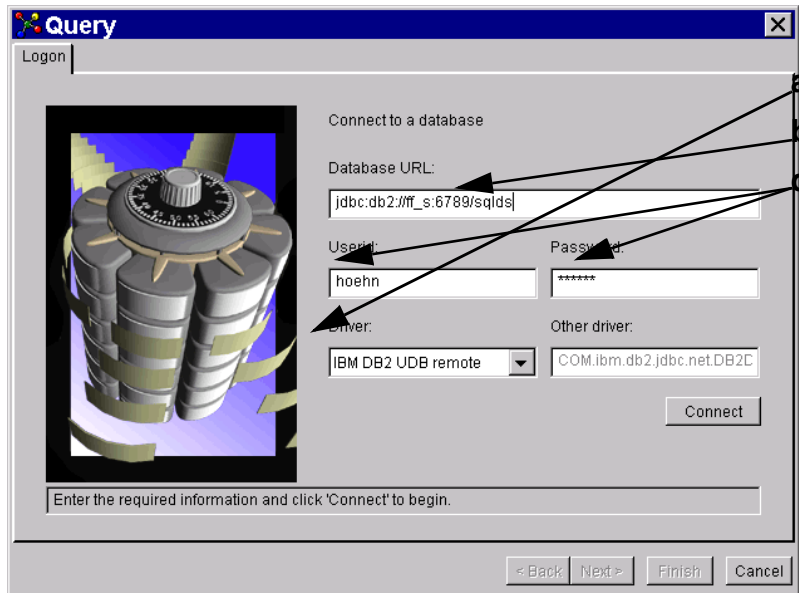 Query
Logon
Connect to a database
Database URL:
jdbc:db2://ff_s:6789/sqlds
Userid:
Password:
hoehn
******
Driver:
Other driver:
IBM DB2 UDB remote
COM.ibm.db2.jdbc.net.DB2D
Connect
Enter the required information and click 'Connect' to begin.
< Back
Next >
Finish
Cancel